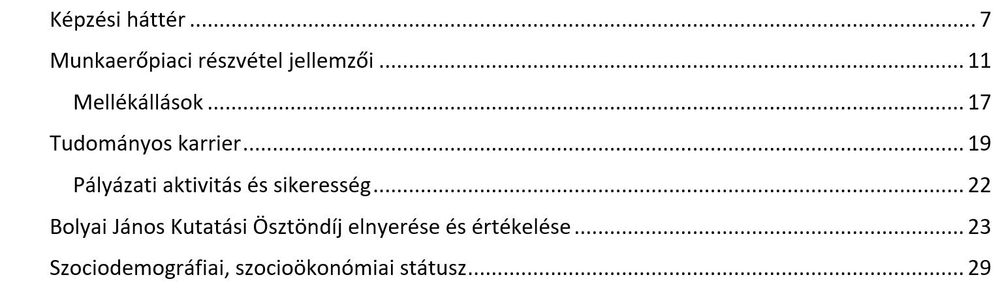 Képzési háttér ........................................................................................................................................ 7
Munkaerőpiaci részvétel jellemzői ..................................................................................................... 11
Mellékállások ................................................................................................................................... 17
Tudományos karrier ............................................................................................................................ 19
Pályázati aktivitás és sikeresség ...................................................................................................... 22
Bolyai János Kutatási Ösztöndíj elnyerése és értékelése ................................................................... 23
Szociodemográfiai, szocioökonómiai státusz ...................................................................................... 29